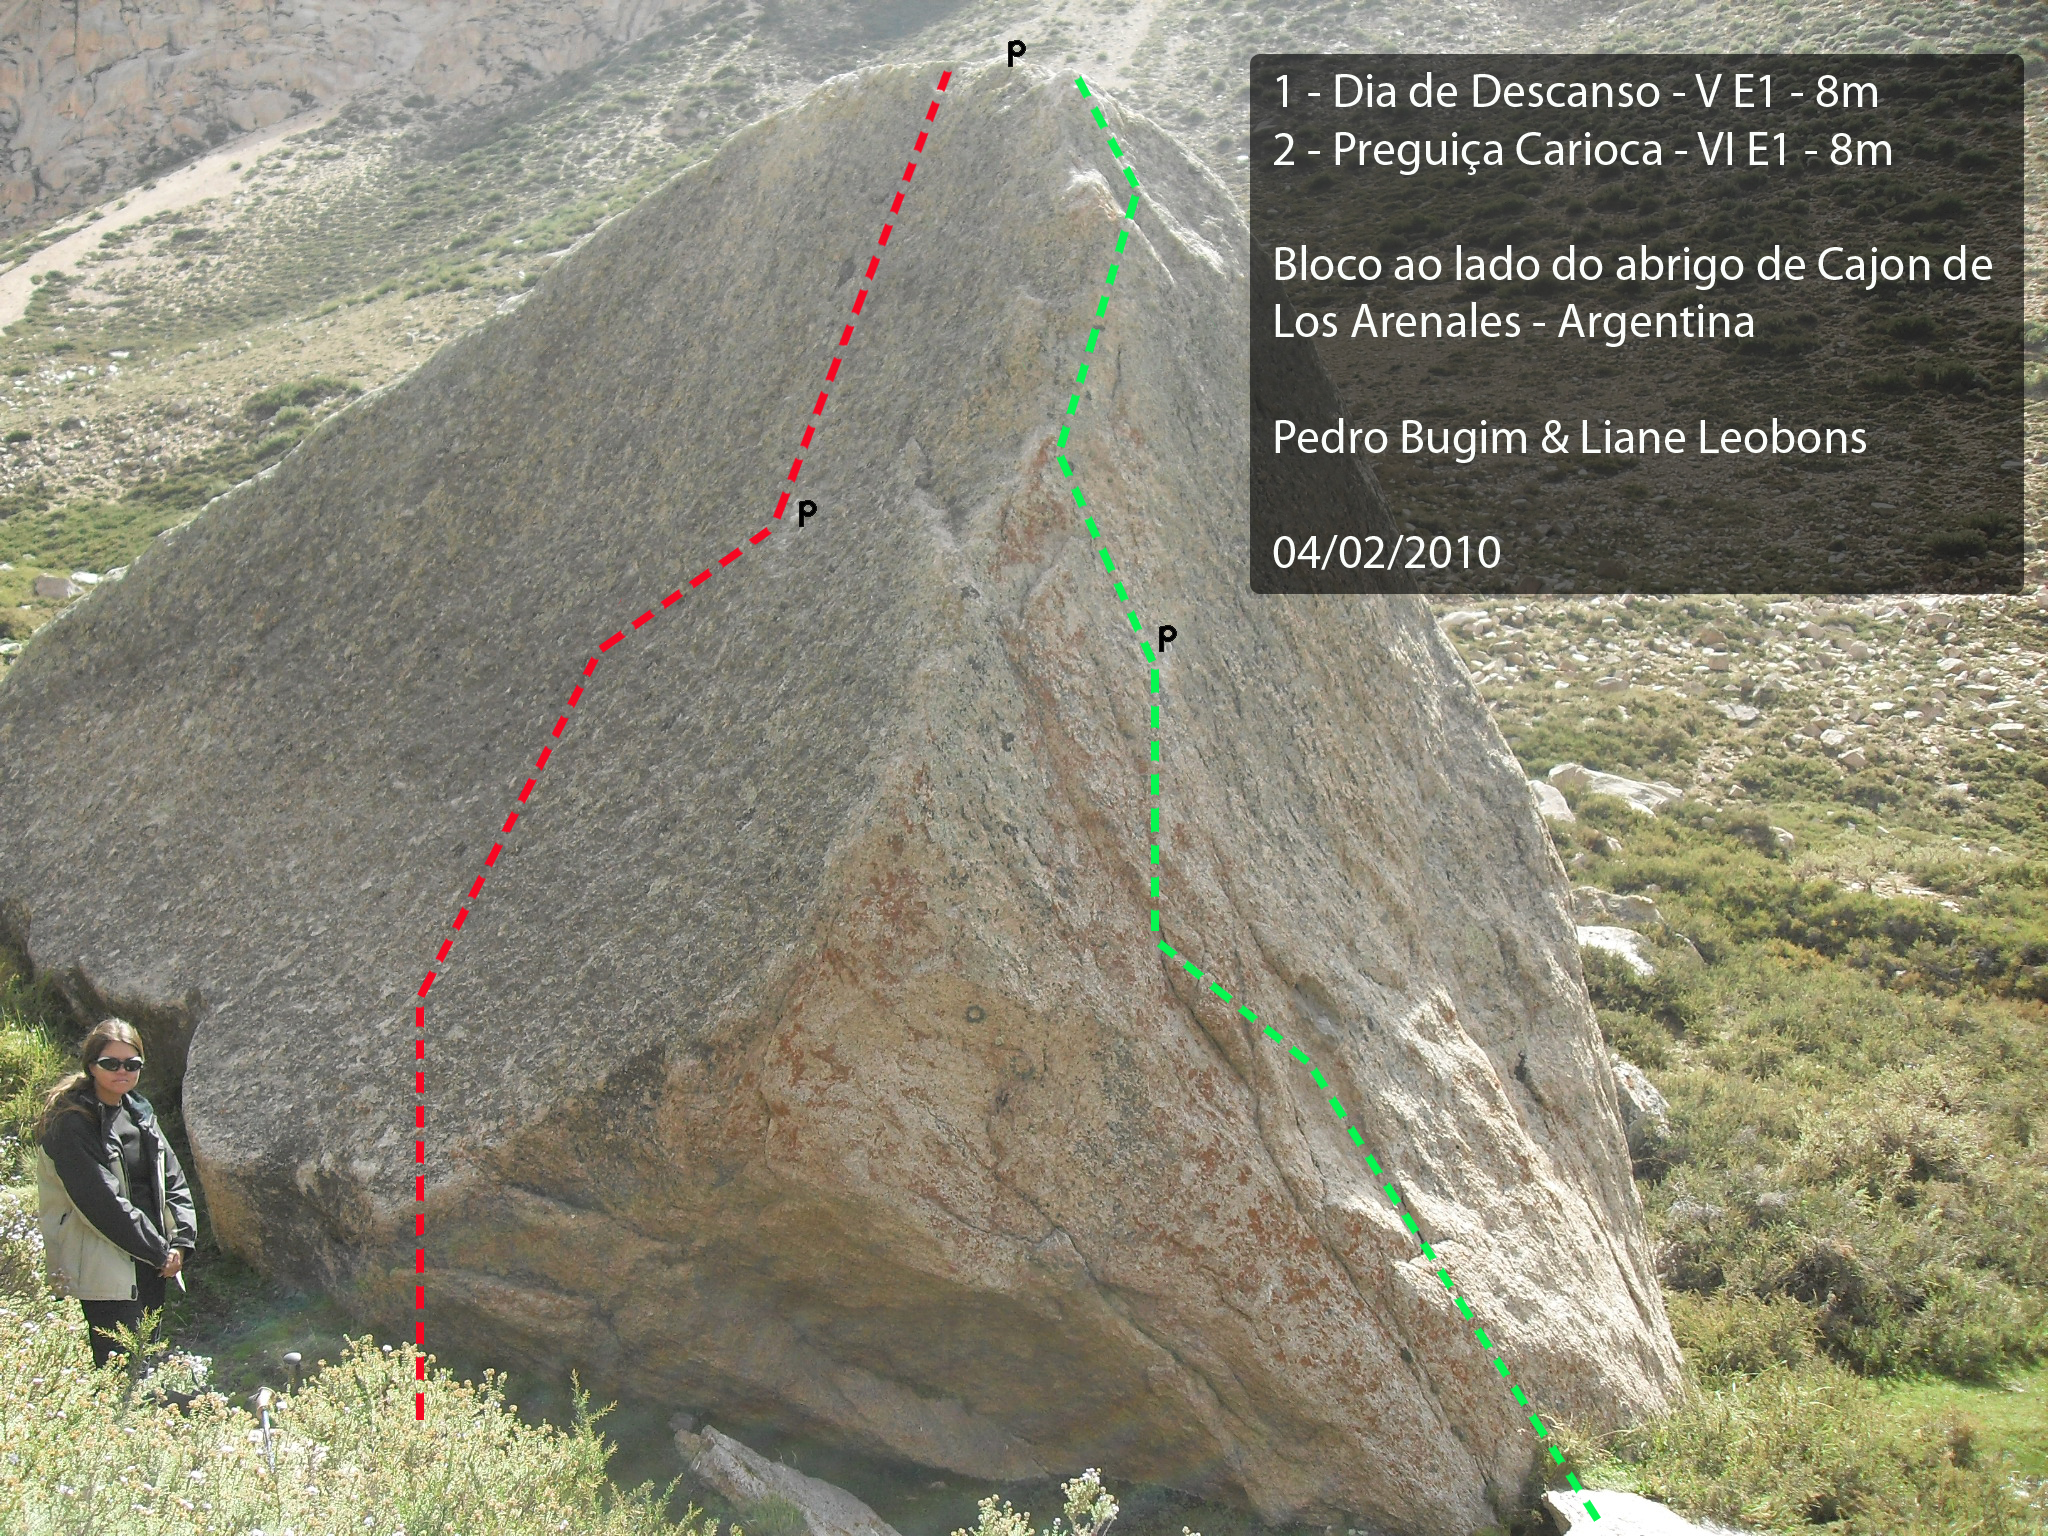 P
1 - Dia de Descanso - V E1 - 8m
2 - Preguiça Carioca - VI E1 - 8m
Bloco ao lado do abrigo de Cajon de
Los Arenales - Argentina
Pedro Bugim & Liane Leobons
04/02/2010
P
P